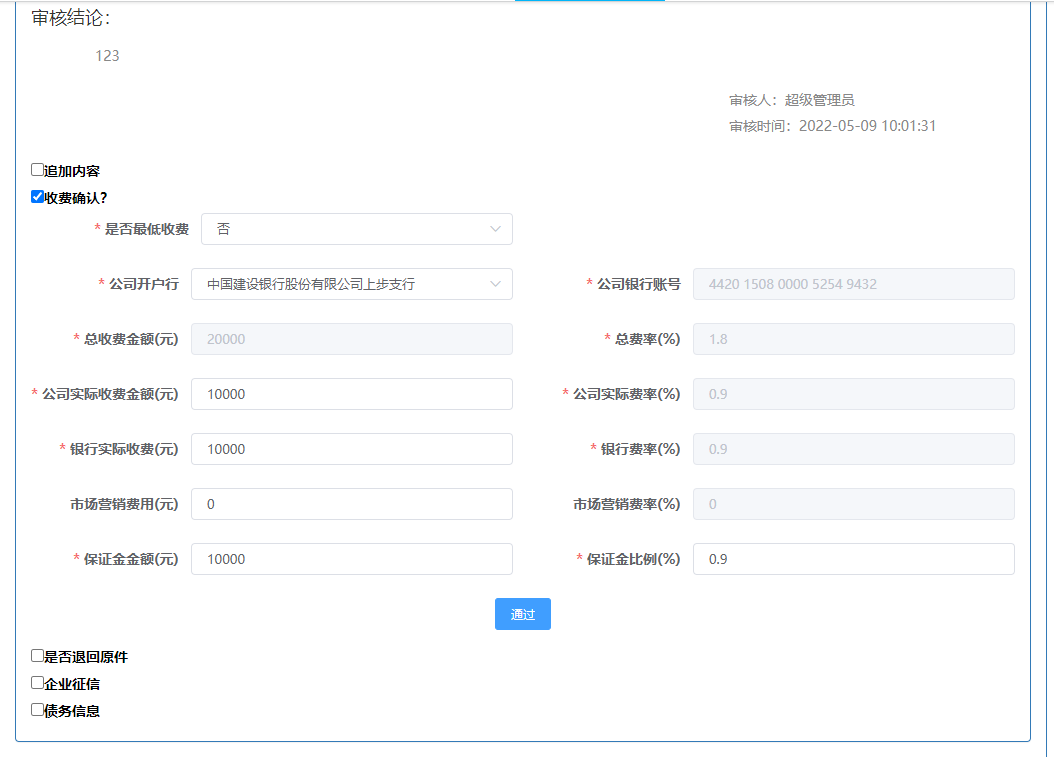 审核结论：
123
审核人：超级管理员
审核时间：2022-05-09 10:01:31
追加内容
收费确认？
* 是否最低收费 否
* 公司开户行 中国建设银行股份有限公司上步支行 * 公司银行账号 4420 1508 0000 5254 9432
* 总收费金额(元) 20000 * 总费率(%) 1.8
* 公司实际收费金额(元) 10000 * 公司实际费率(%) 0.9
* 银行实际收费(元) 10000 * 银行费率(%) 0.9
市场营销费用(元) 0 市场营销费率(%) 0
* 保证金金额(元) 10000 * 保证金比例(%) 0.9
通过
是否退回原件
企业征信
债务信息